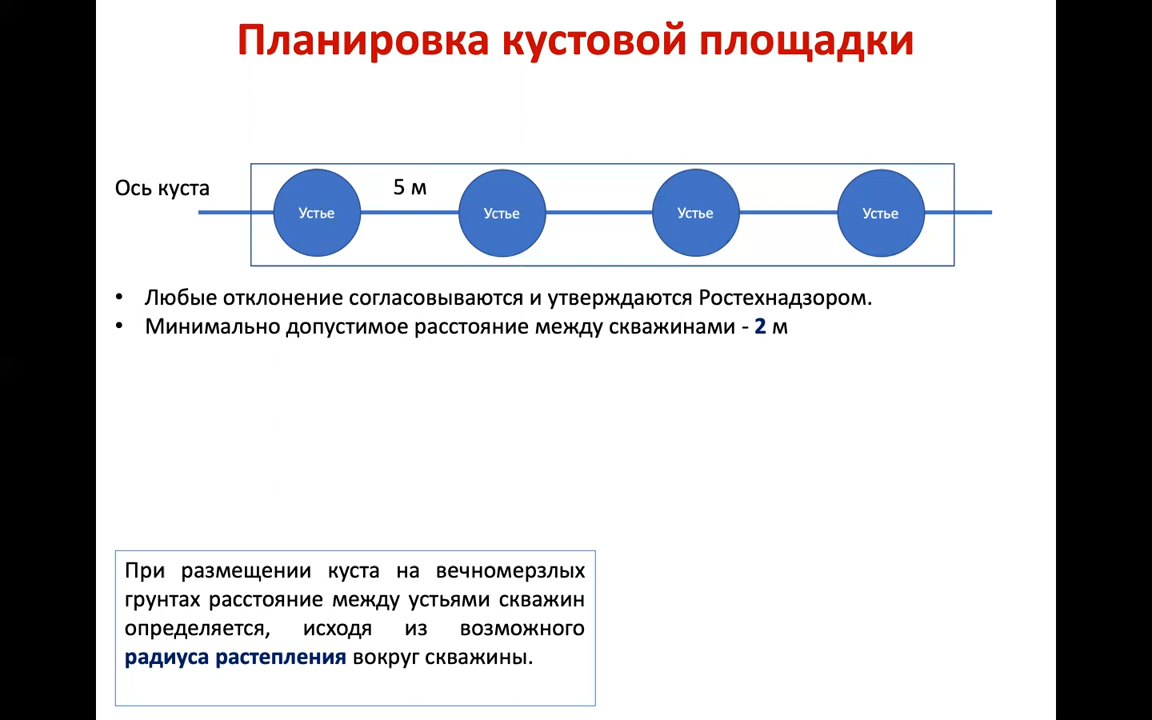 Планировка кустовой площадки
Ось куста
5 м
Устье
Устье
Устье
Устье
• Любые отклонение согласовываются и утверждаются Ростехнадзором.
• Минимально допустимое расстояние между скважинами - 2 м
При размещении куста на вечномерзлых
грунтах расстояние между устьями скважин
определяется, исходя из возможного
радиуса растепления вокруг скважины.